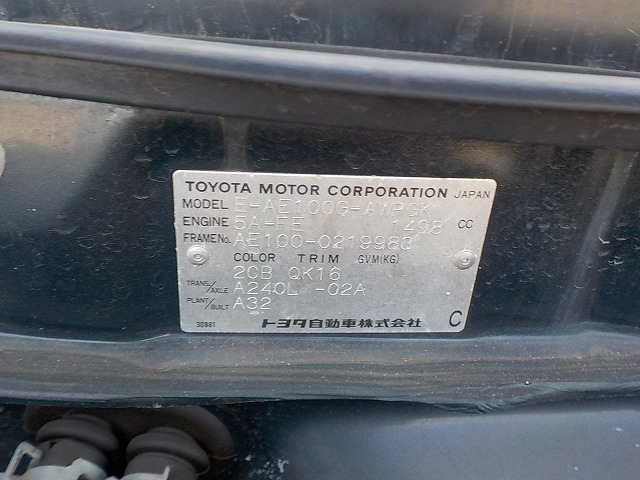 TOYOTA MOTOR CORPORATION JAPAN
MODEL E-AE100G-AWPGK
ENGINE 5A-FE 1498 CC
FRAME No. AE100-0219983
COLOR TRIM GVM(KG)
2CB QK16
TRANS./AXLE A240L -02A
PLANT/BUILT A32
30881 トヨタ自動車株式会社 C